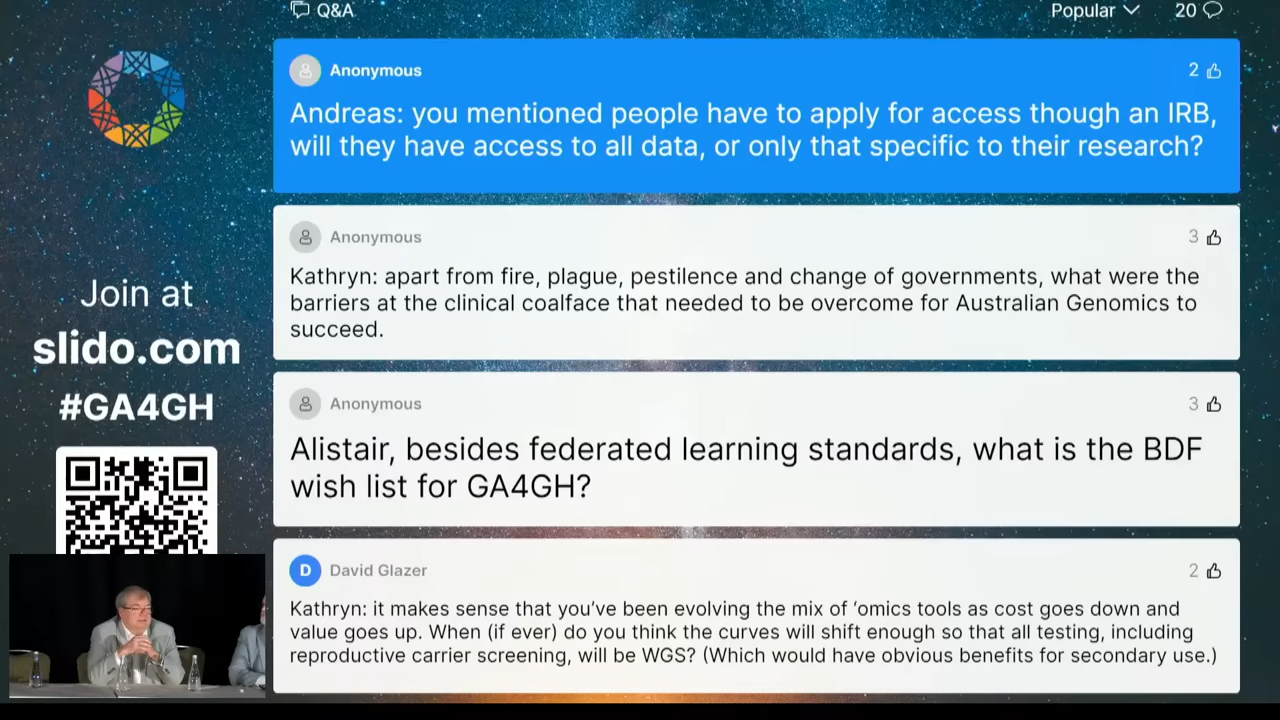 Q&A
Popular
20
Anonymous
2
Andreas: you mentioned people have to apply for access though an IRB,
will they have access to all data, or only that specific to their research?
Anonymous
3
Kathryn: apart from fire, plague, pestilence and change of governments, what were the
barriers at the clinical coalface that needed to be overcome for Australian Genomics to
succeed.
Join at
slido.com
#GA4GH
Anonymous
3
Alistair, besides federated learning standards, what is the BDF
wish list for GA4GH?
D
David Glazer
2
Kathryn: it makes sense that you’ve been evolving the mix of ‘omics tools as cost goes down and
value goes up. When (if ever) do you think the curves will shift enough so that all testing, including
reproductive carrier screening, will be WGS? (Which would have obvious benefits for secondary use.)